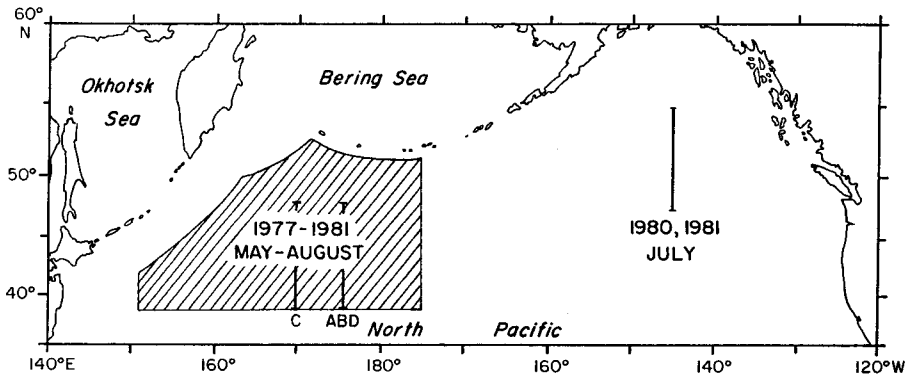 60°
N
Okhotsk
Sea
Bering Sea
50°
1977-1981
MAY-AUGUST
1980, 1981
JULY
40°
C
ABD
North
Pacific
140°E
160°
180°
160°
140°
120°W